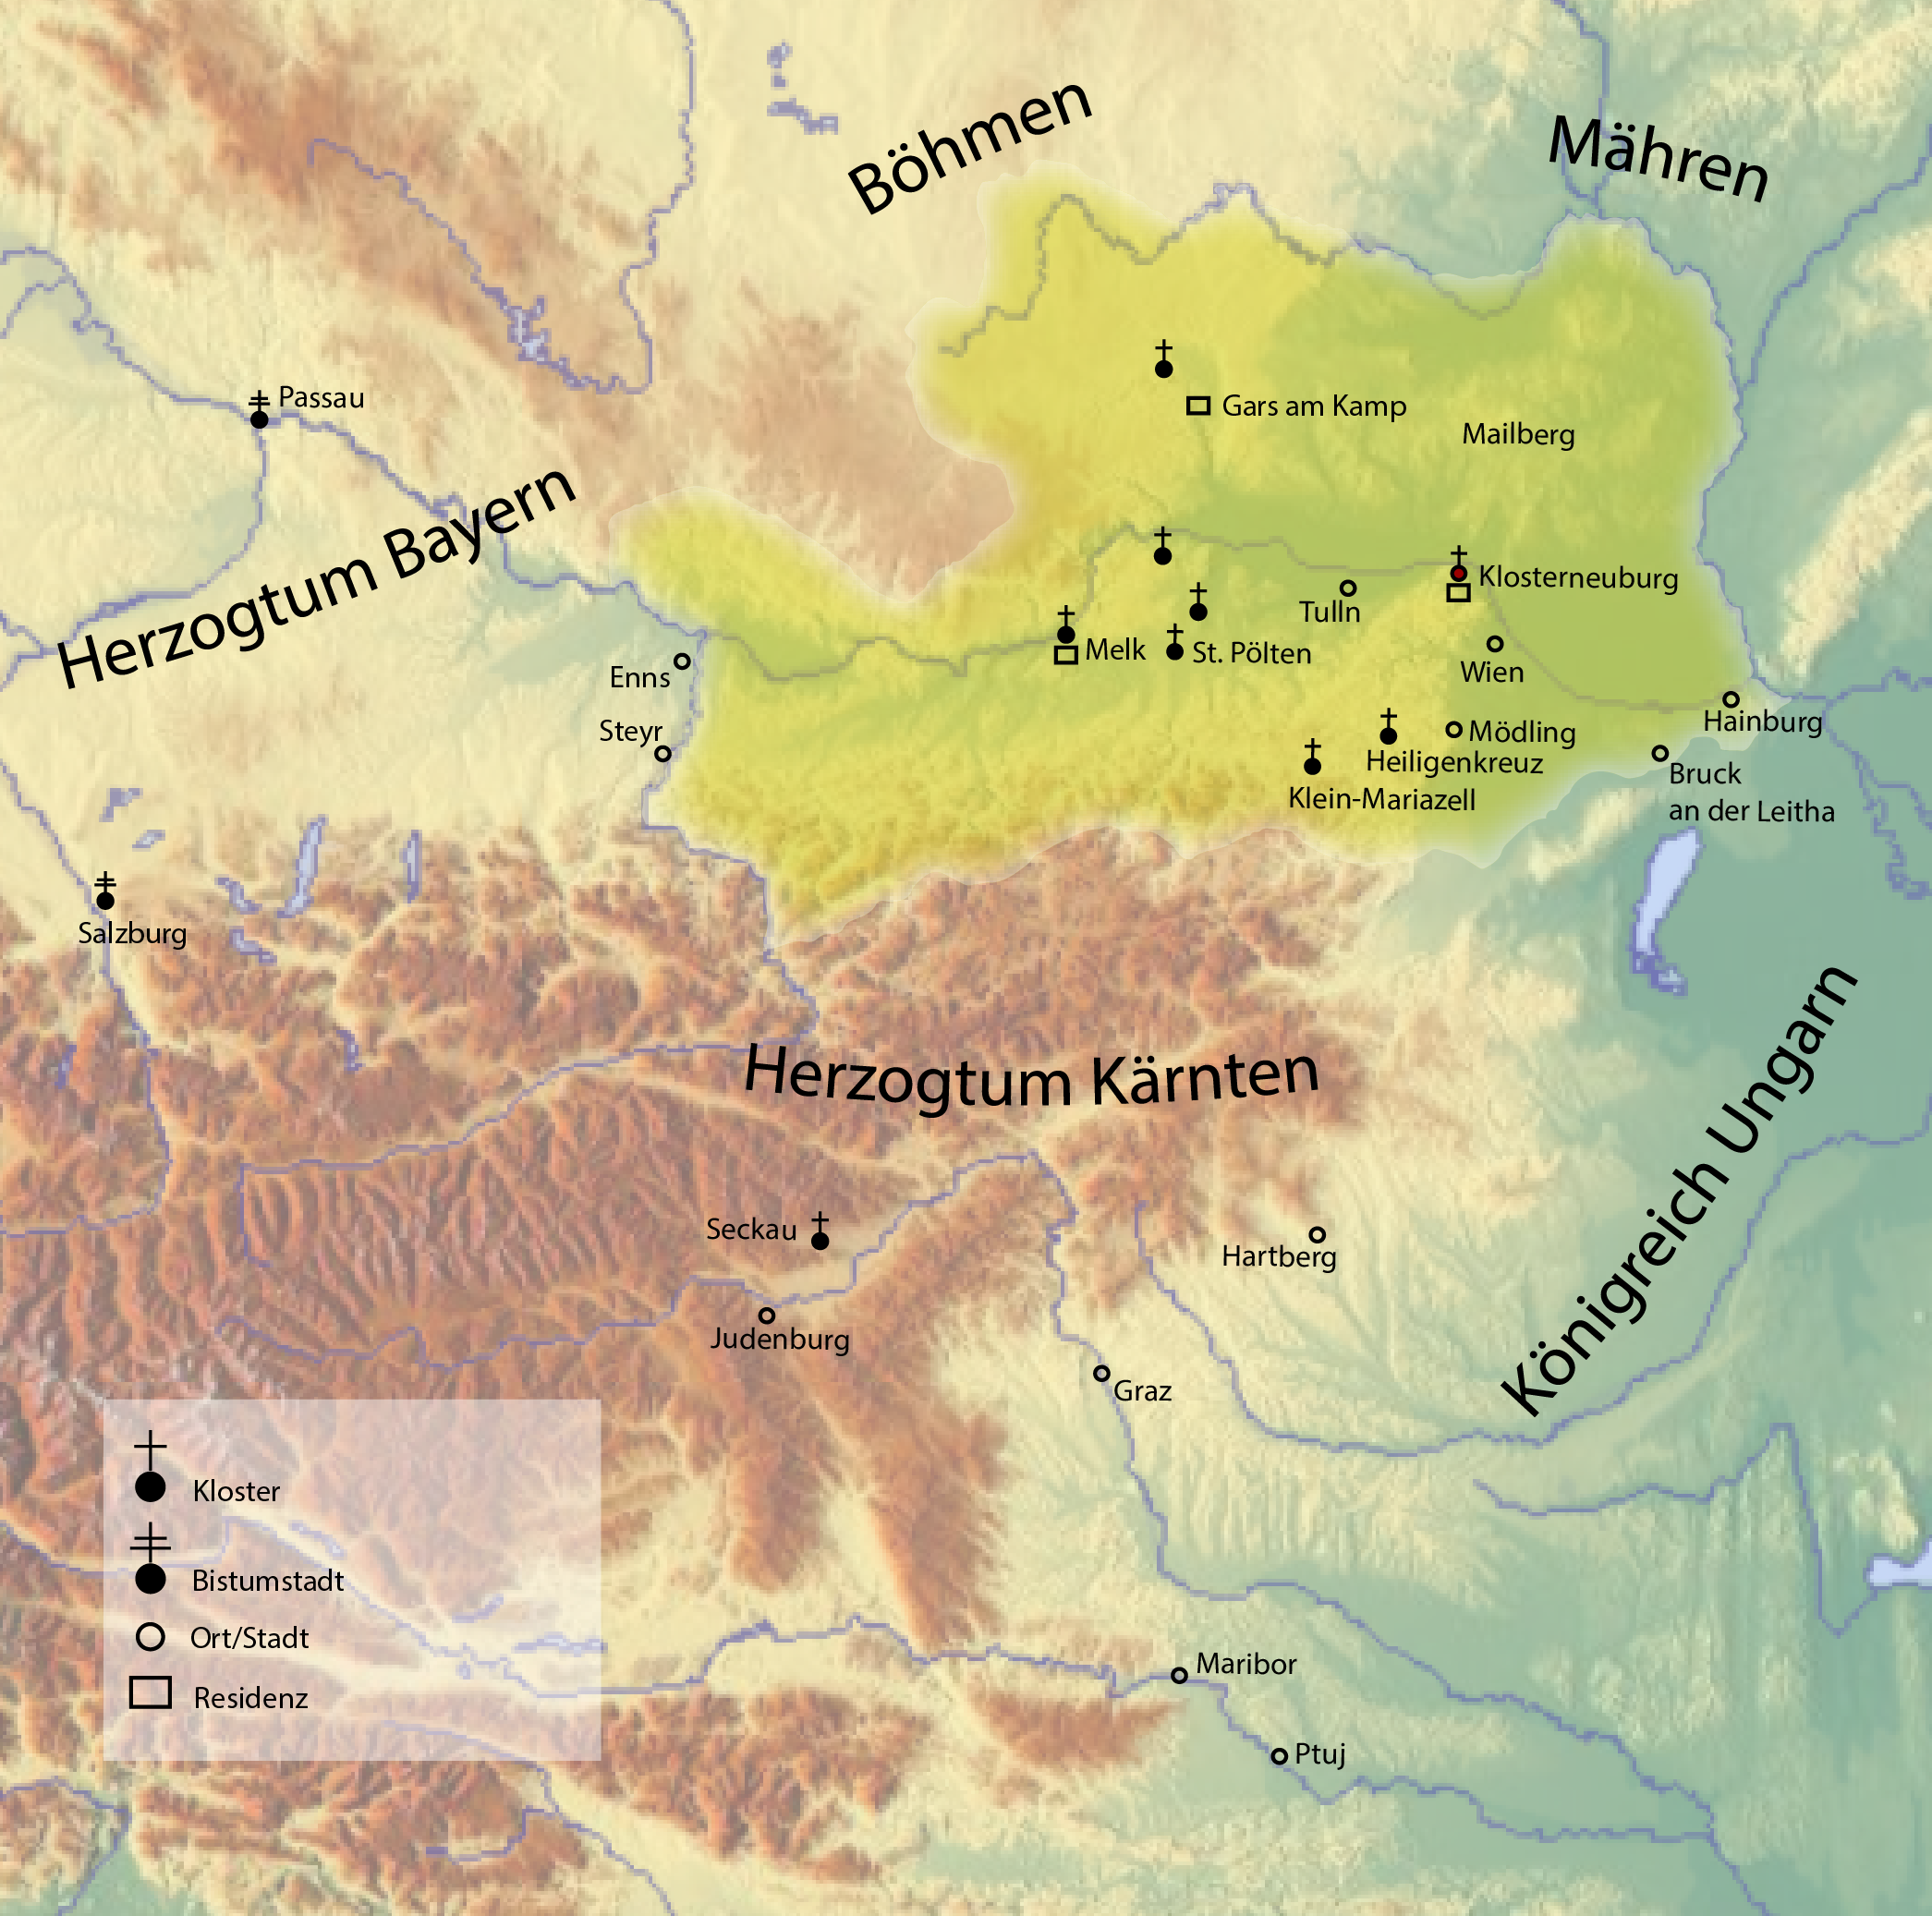 Böhmen
Mähren
Passau
Gars am Kamp
Mailberg
Herzogtum Bayern
Klosterneuburg
Tulln
Melk
St. Pölten
Wien
Enns
Steyr
Hainburg
Mödling
Heiligenkreuz
Bruck
an der Leitha
Klein-Mariazell
Salzburg
Herzogtum Kärnten
Königreich Ungarn
Seckau
Hartberg
Judenburg
Graz
Kloster
Bistumstadt
Ort/Stadt
Residenz
Maribor
Ptuj